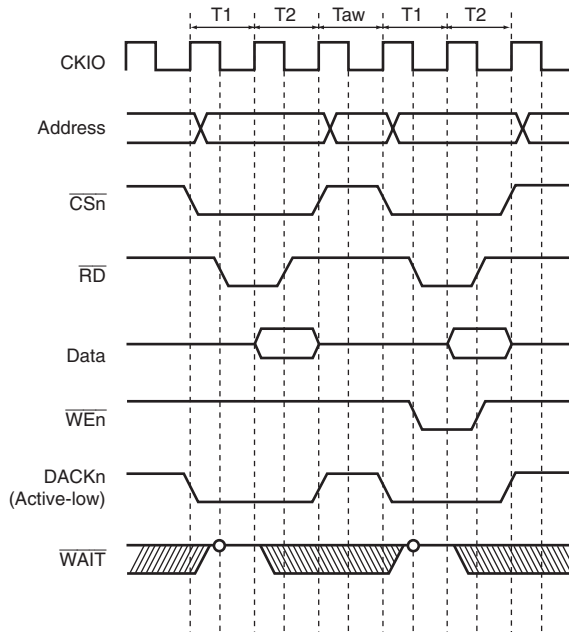 T1 T2 Taw T1 T2
CKIO
Address
CSn
RD
Data
WEn
DACKn
(Active-low)
WAIT